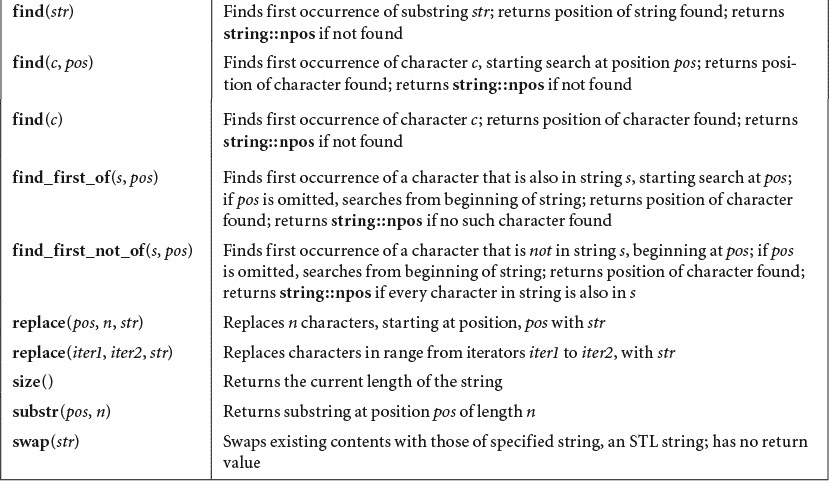 find(str)
Finds first occurrence of substring str; returns position of string found; returns
string::npos if not found
find(c, pos)
Finds first occurrence of character c, starting search at position pos; returns posi-
tion of character found; returns string::npos if not found
find(c)
Finds first occurrence of character c; returns position of character found; returns
string::npos if not found
find_first_of(s, pos)
Finds first occurrence of a character that is also in string s, starting search at pos;
if pos is omitted, searches from beginning of string; returns position of character
found; returns string::npos if no such character found
find_first_not_of(s, pos)
Finds first occurrence of a character that is not in string s, beginning at pos; if pos
is omitted, searches from beginning of string; returns position of character found;
returns string::npos if every character in string is also in s
replace(pos, n, str)
Replaces n characters, starting at position, pos with str
replace(iter1, iter2, str)
Replaces characters in range from iterators iter1 to iter2, with str
size()
Returns the current length of the string
substr(pos, n)
Returns substring at position pos of length n
swap(str)
Swaps existing contents with those of specified string, an STL string; has no return
value